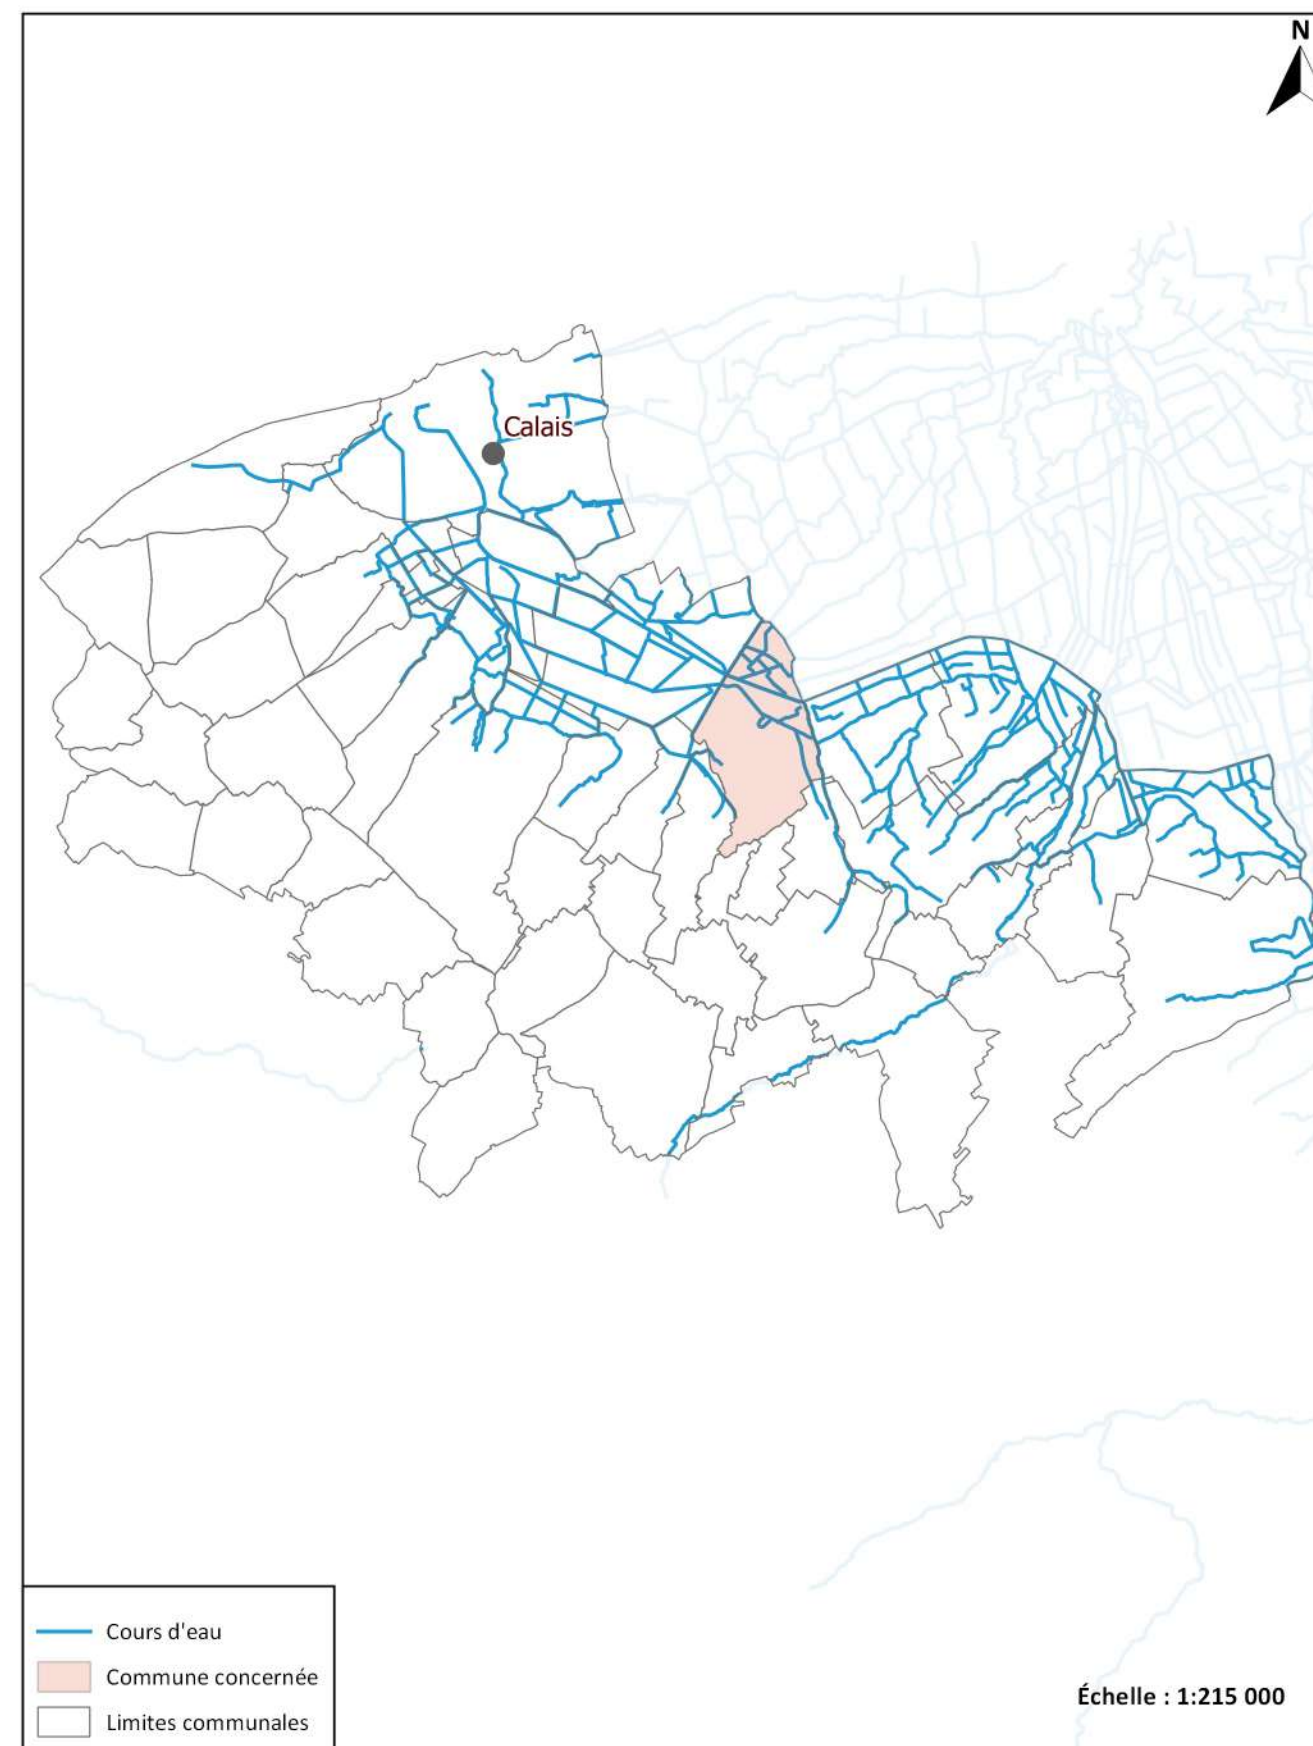 N
Calais
Cours d'eau
Commune concernée
Limites communales
Échelle : 1:215 000